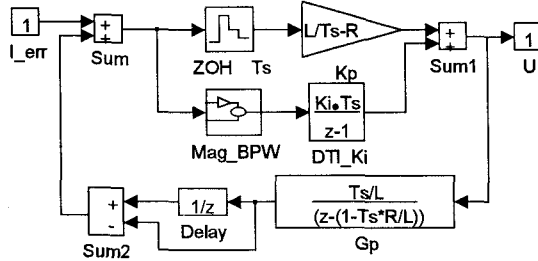 1
I_err
+
+
Sum
ZOH Ts
L/Ts-R
Kp
+
+
Sum1
1
U
Mag_BPW
Ki•Ts
z-1
DTI_Ki
+
-
Sum2
1/z
Delay
Ts/L
(z-(1-Ts*R/L))
Gp